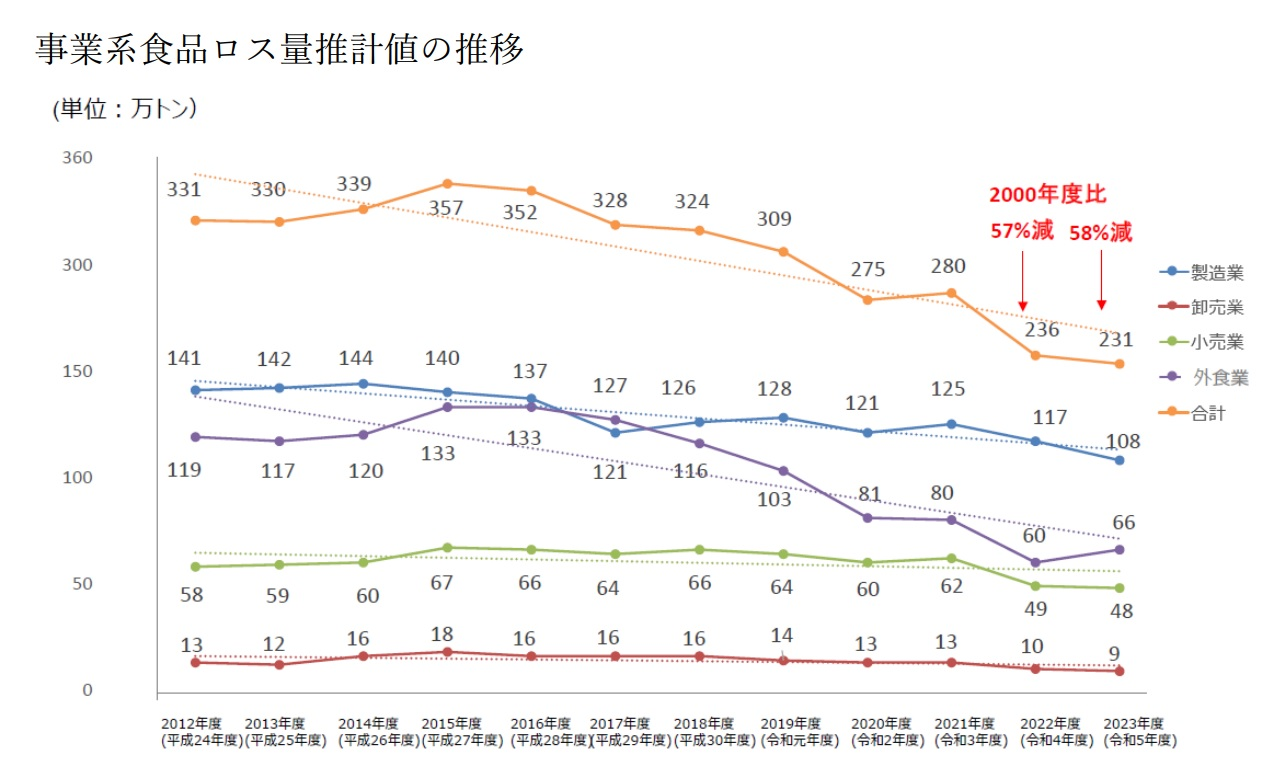 事業系食品ロス量推計値の推移
(単位：万トン)
360
300
150
100
50
0
331 330 339 357 352 328 324 309 275 280 236 231
2000年度比
57%減 58%減
141 142 144 140 137 127 126 128 121 125 117 108
119 117 120 133 133 121 116 103 81 80 60 66
58 59 60 67 66 64 66 64 60 62 49 48
13 12 16 18 16 16 16 14 13 13 10 9
製造業
卸売業
小売業
外食業
合計
2012年度 2013年度 2014年度 2015年度 2016年度 2017年度 2018年度 2019年度 2020年度 2021年度 2022年度 2023年度
(平成24年度) (平成25年度) (平成26年度) (平成27年度) (平成28年度) (平成29年度) (平成30年度) (令和元年度) (令和2年度) (令和3年度) (令和4年度) (令和5年度)